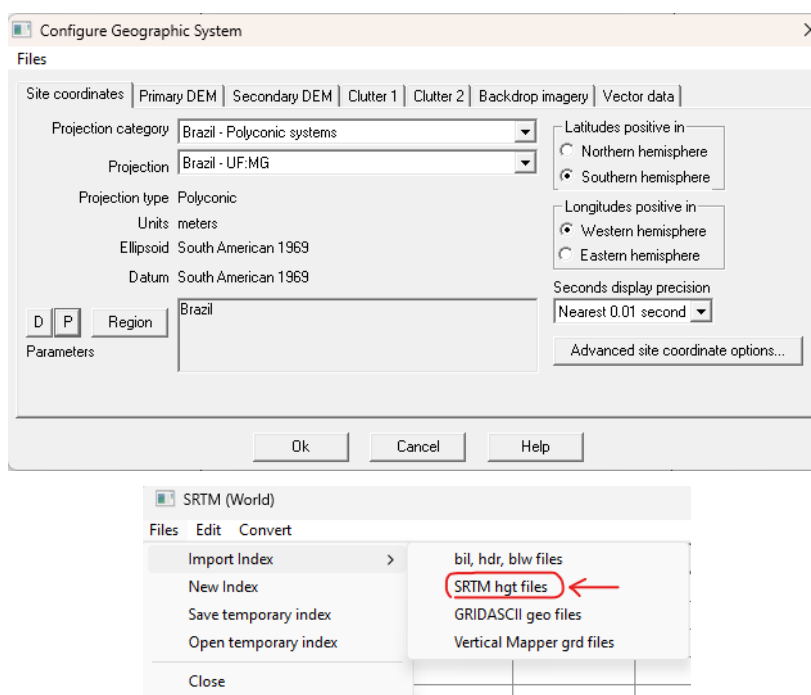 Configure Geographic System
Files
Site coordinates Primary DEM Secondary DEM Clutter 1 Clutter 2 Backdrop imagery Vector data
Projection category Brazil - Polyconic systems
Projection Brazil - UF:MG
Projection type Polyconic
Units meters
Ellipsoid South American 1969
Datum South American 1969
D P Region
Parameters
Brazil
Latitudes positive in
Northern hemisphere
Southern hemisphere
Longitudes positive in
Western hemisphere
Eastern hemisphere
Seconds display precision
Nearest 0.01 second
Advanced site coordinate options...
Ok Cancel Help
SRTM (World)
Files Edit Convert
Import Index
New Index
Save temporary index
Open temporary index
Close
bil, hdr, blw files
SRTM hgt files
GRIDASCII geo files
Vertical Mapper grd files